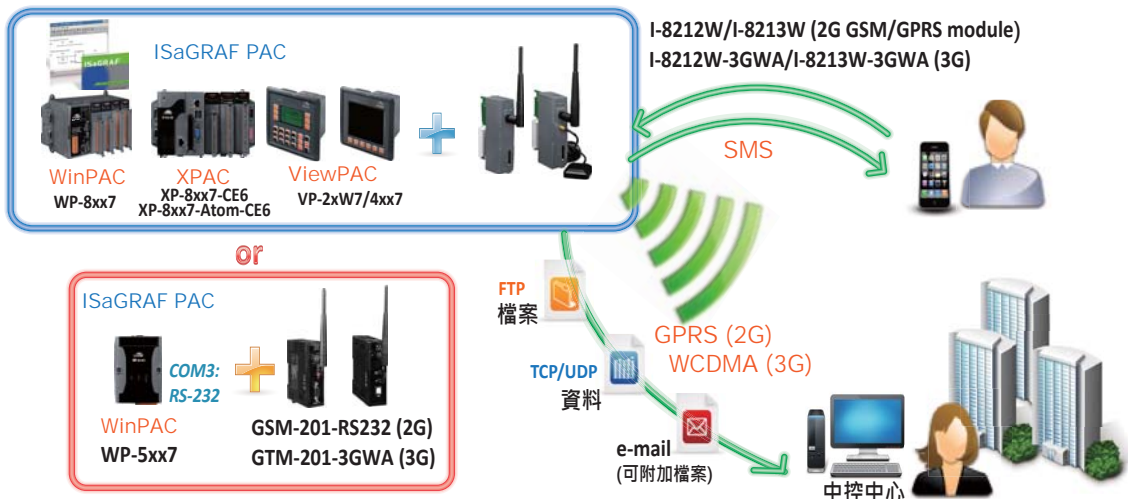 ISaGRAF PAC
ISaGRAF
WinPAC
WP-8xx7
XPAC
XP-8xx7-CE6
XP-8xx7-Atom-CE6
ViewPAC
VP-2xW7/4xx7
I-8212W/I-8213W (2G GSM/GPRS module)
I-8212W-3GWA/I-8213W-3GWA (3G)
SMS
or
ISaGRAF PAC
COM3:
RS-232
WinPAC
WP-5xx7
GSM-201-RS232 (2G)
GTM-201-3GWA (3G)
FTP
檔案
TCP/UDP
資料
e-mail
(可附加檔案)
GPRS (2G)
WCDMA (3G)
中控中心